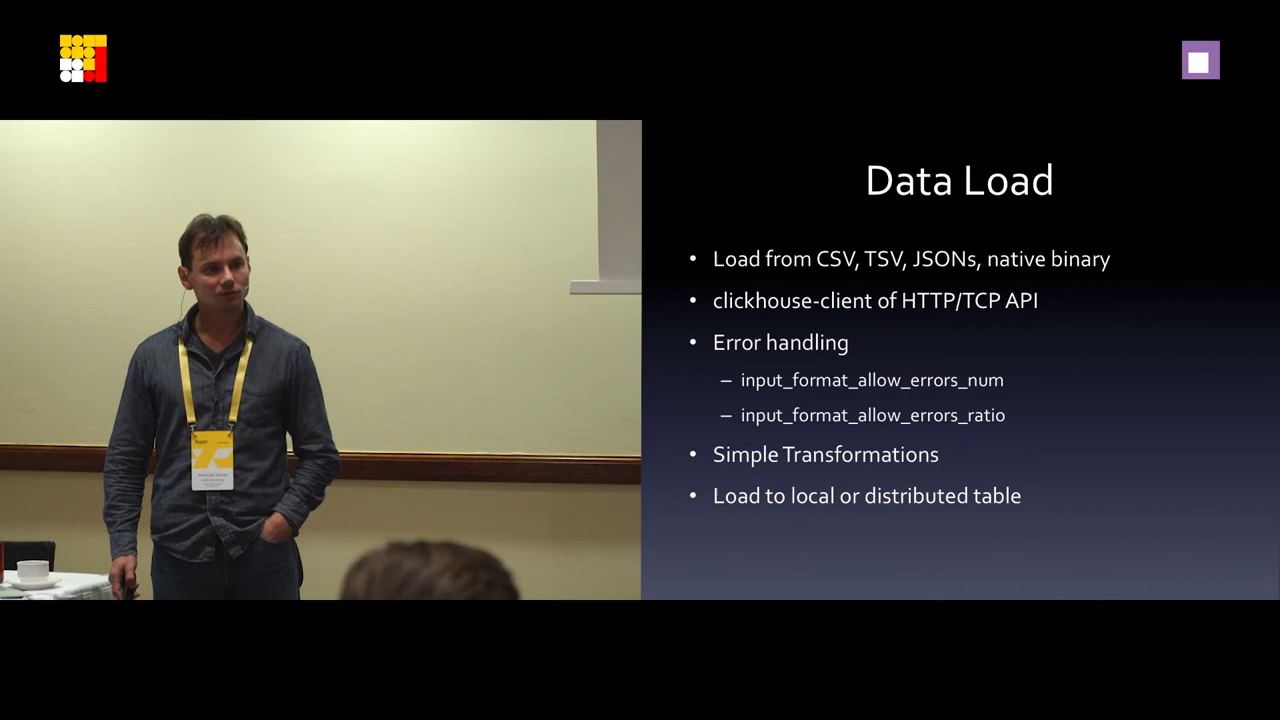 Data Load
• Load from CSV, TSV, JSONs, native binary
• clickhouse-client of HTTP/TCP API
• Error handling
– input_format_allow_errors_num
– input_format_allow_errors_ratio
• Simple Transformations
• Load to local or distributed table